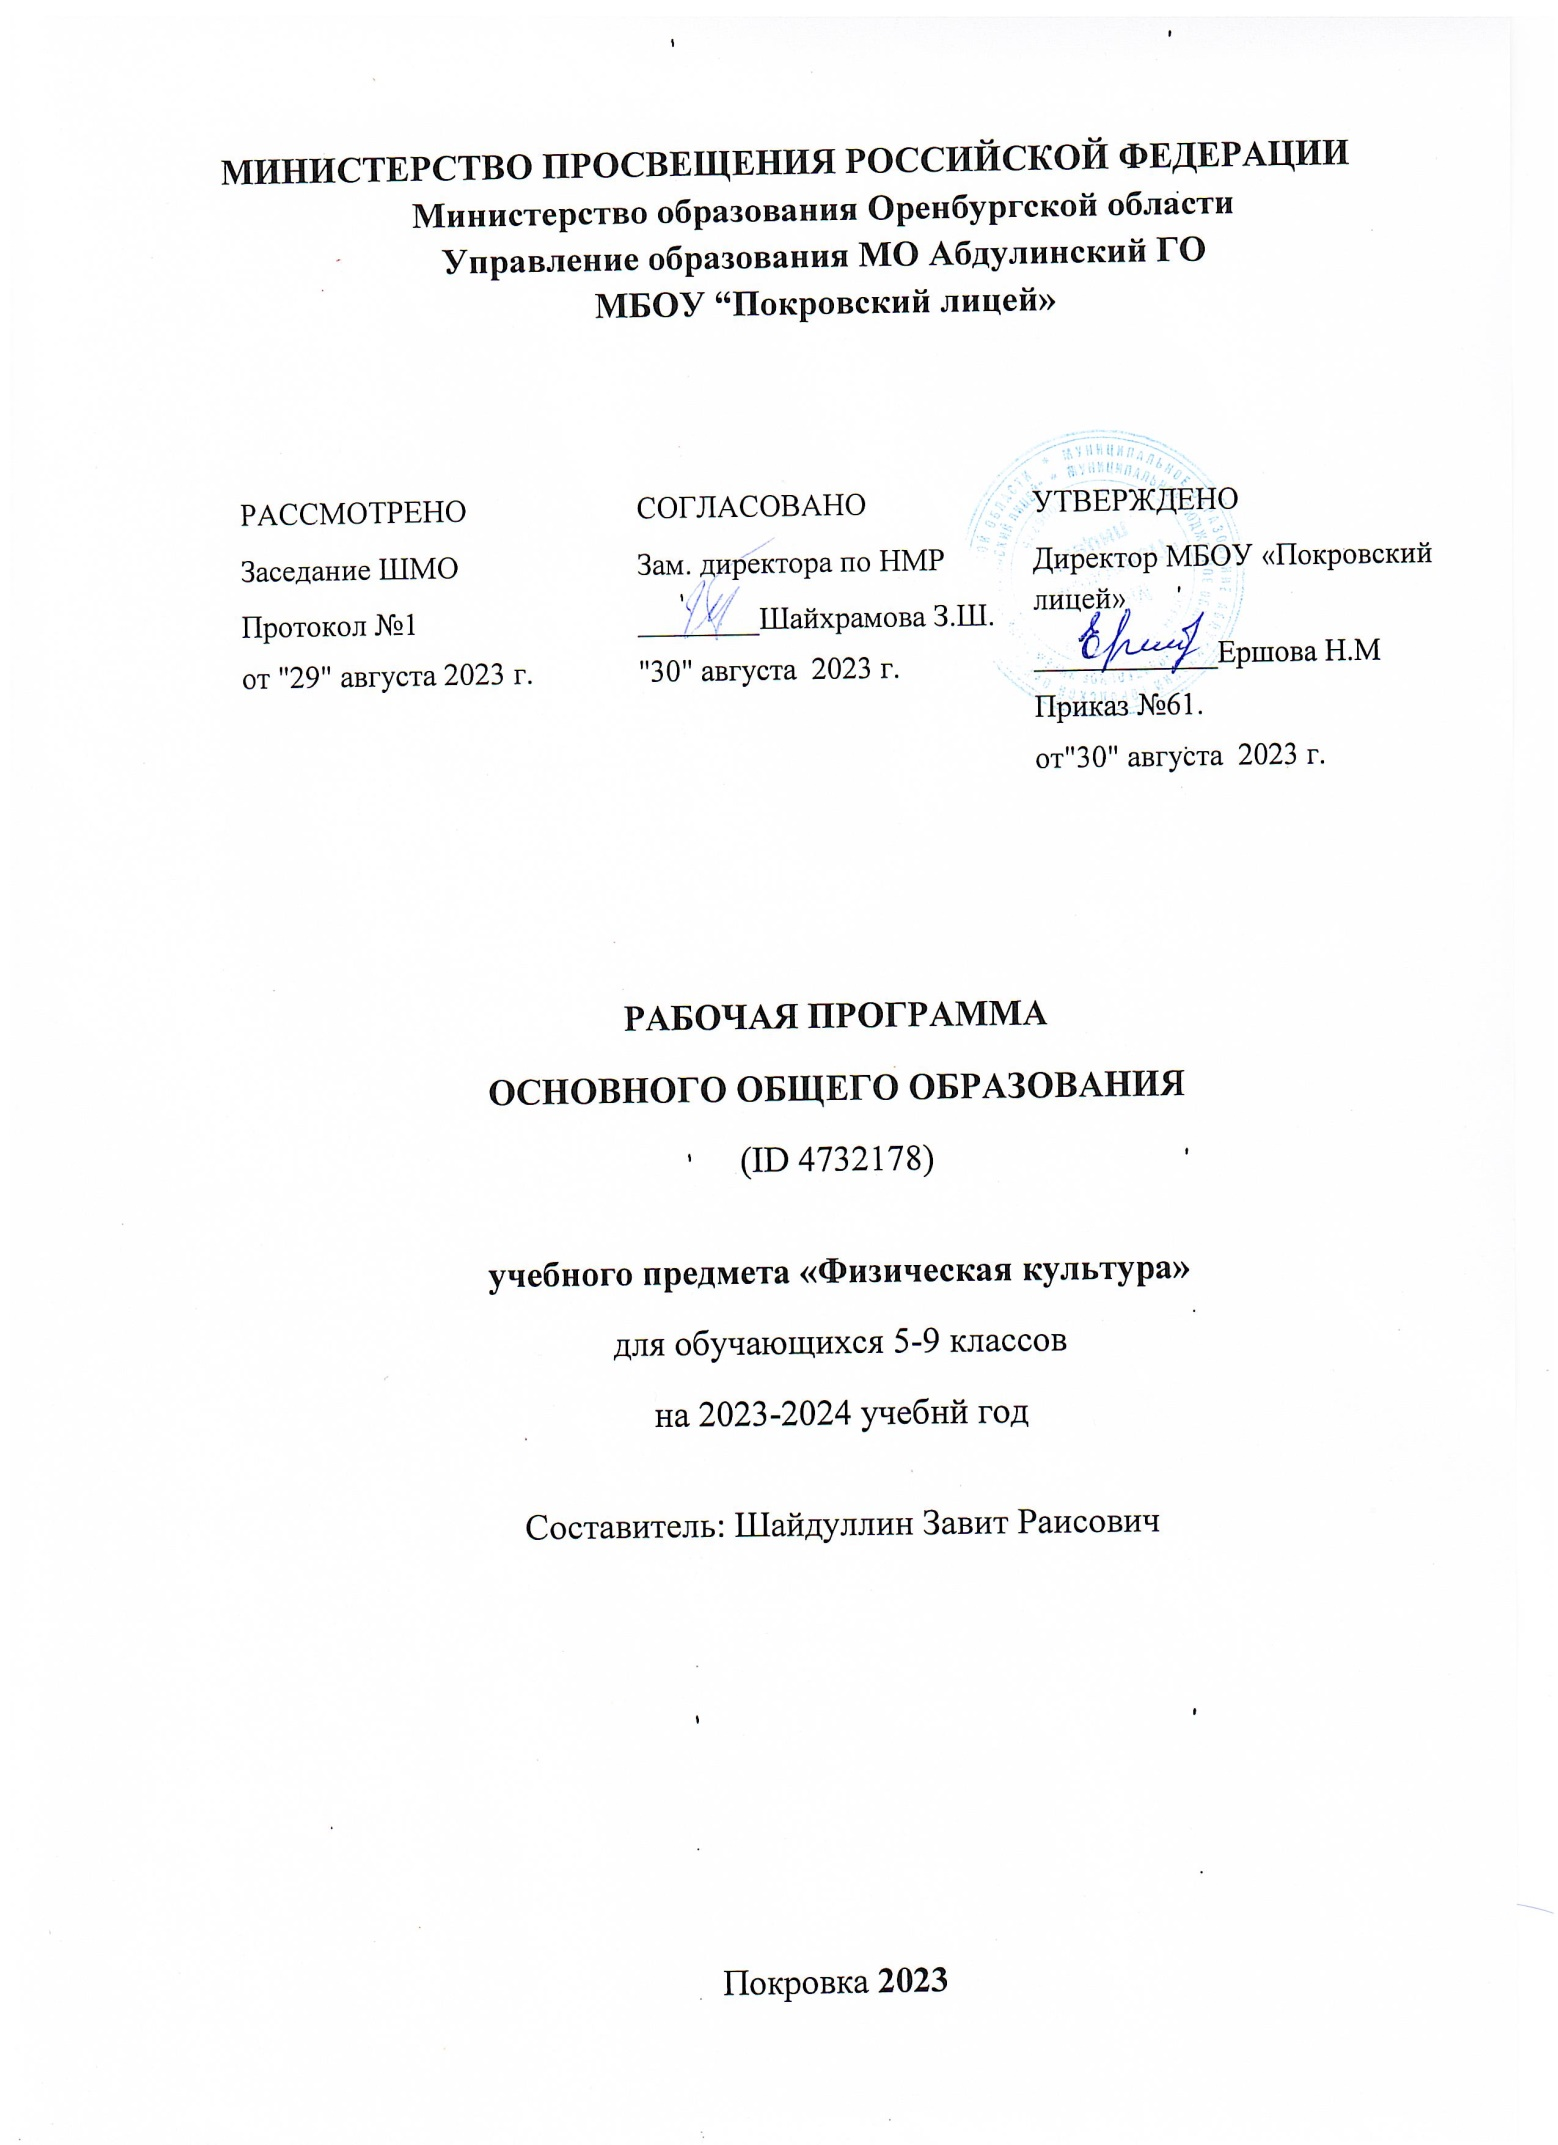 МИНИСТЕРСТВО ПРОСВЕЩЕНИЯ РОССИЙСКОЙ ФЕДЕРАЦИИ
Министерство образования Оренбургской области
Управление образования МО Абдулинский ГО
МБОУ “Покровский лицей»
РАССМОТРЕНО
Заседание ШМО
Протокол №1
от "29" августа 2023 г.
СОГЛАСОВАНО
Зам. директора по НМР
________Шайхрамова З.Ш.
"30" августа 2023 г.
УТВЕРЖДЕНО
Директор МБОУ «Покровский
лицей»
____________Ершова Н.М
Приказ №61.
от"30" августа 2023 г.
РАБОЧАЯ ПРОГРАММА
ОСНОВНОГО ОБЩЕГО ОБРАЗОВАНИЯ
(ID 4732178)
учебного предмета «Физическая культура»
для обучающихся 5-9 классов
на 2023-2024 учебнй год
Составитель: Шайдуллин Завит Раисович
Покровка 2023